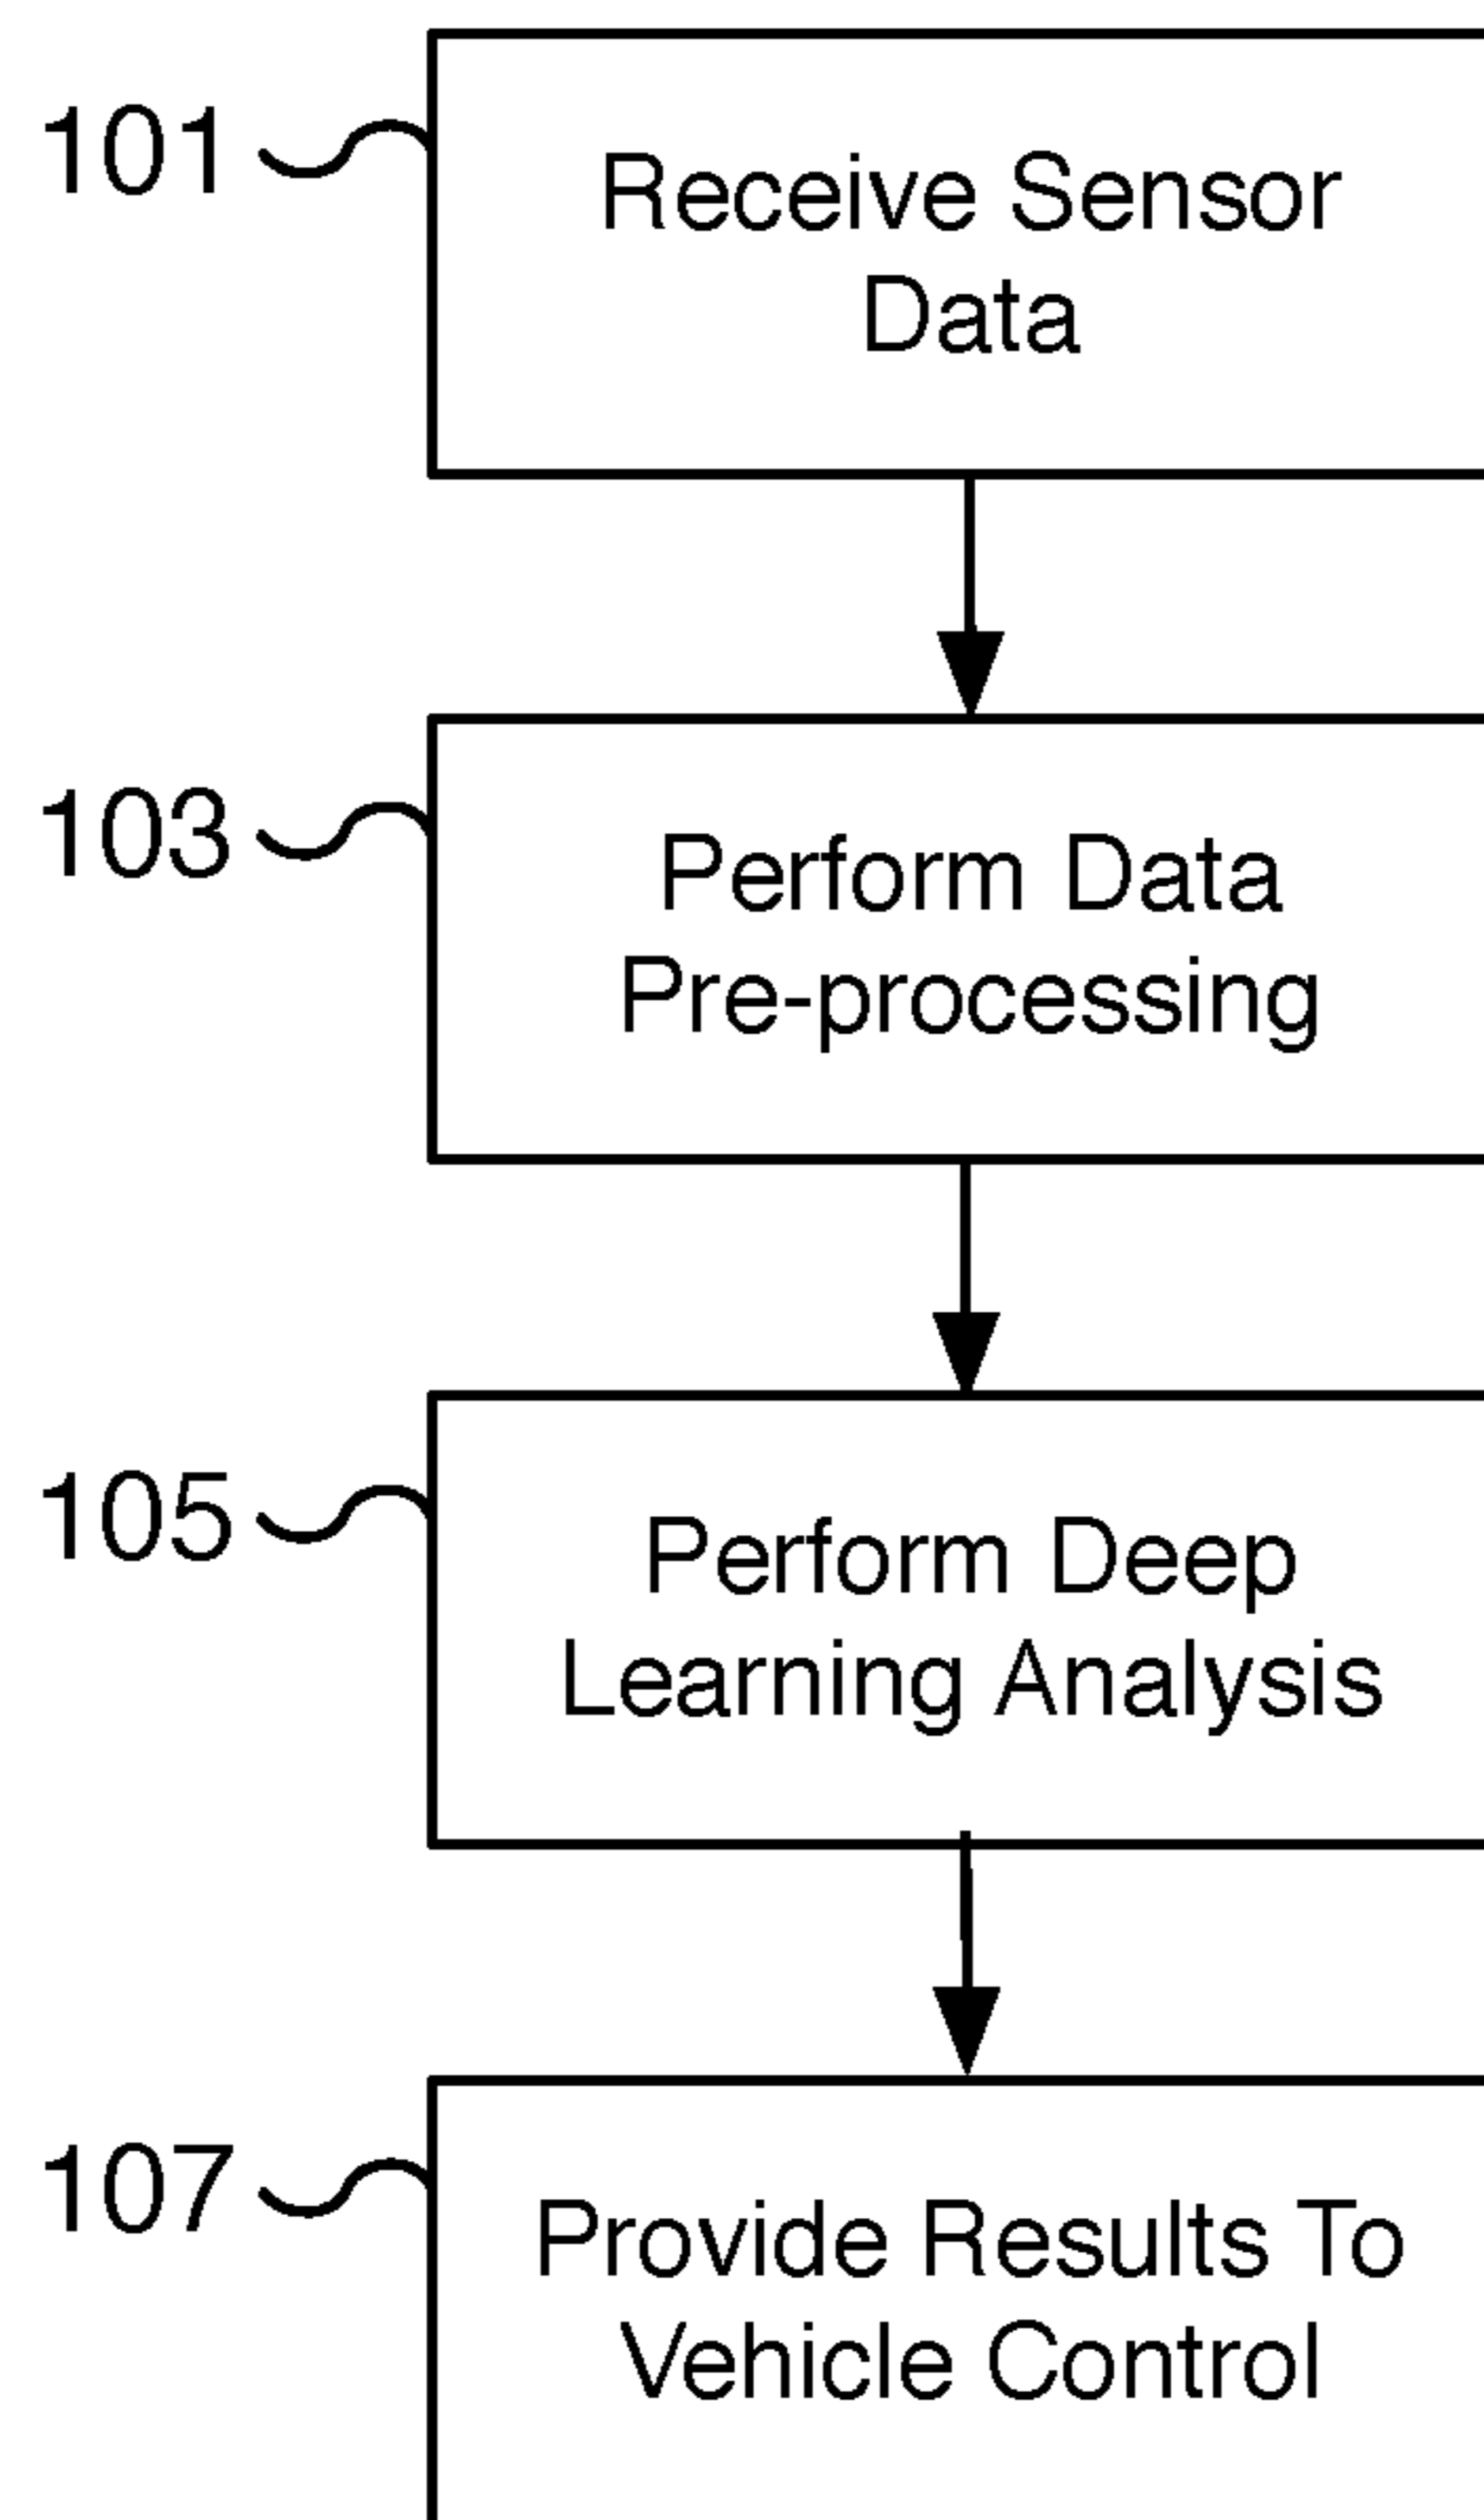 101
Receive Sensor
Data
103
Perform Data
Pre-processing
105
Perform Deep
Learning Analysis
107
Provide Results To
Vehicle Control